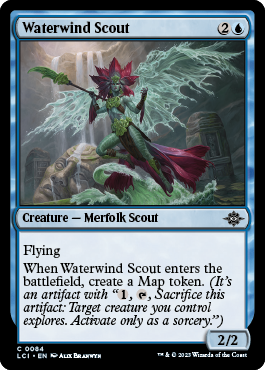 Waterwind Scout 2
Creature — Merfolk Scout
Flying
When Waterwind Scout enters the
battlefield, create a Map token. (It's
an artifact with “1, T, Sacrifice this
artifact: Target creature you control
explores. Activate only as a sorcery.”)
2/2
C 0084
LCI • EN Alix Branwyn
™ & © 2023 Wizards of the Coast